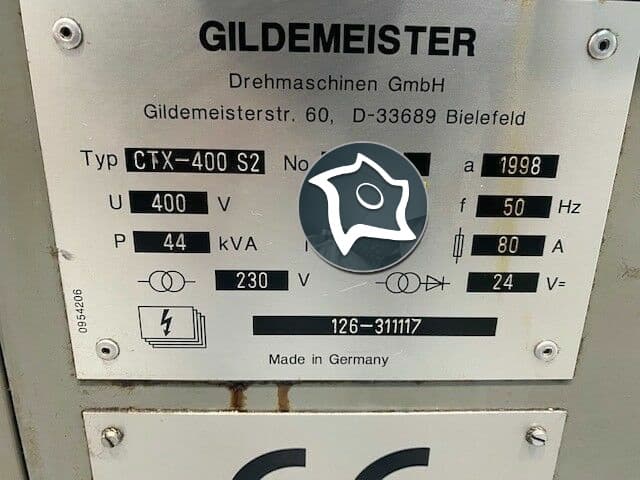 GILDEMEISTER
Drehmaschinen GmbH
Gildemeisterstr. 60, D-33689 Bielefeld
Typ CTX-400 S2 No a 1998
U 400 V f 50 Hz
P 44 kVA 80 A
230 V 24 V=
0954206
126-311117
Made in Germany
CE